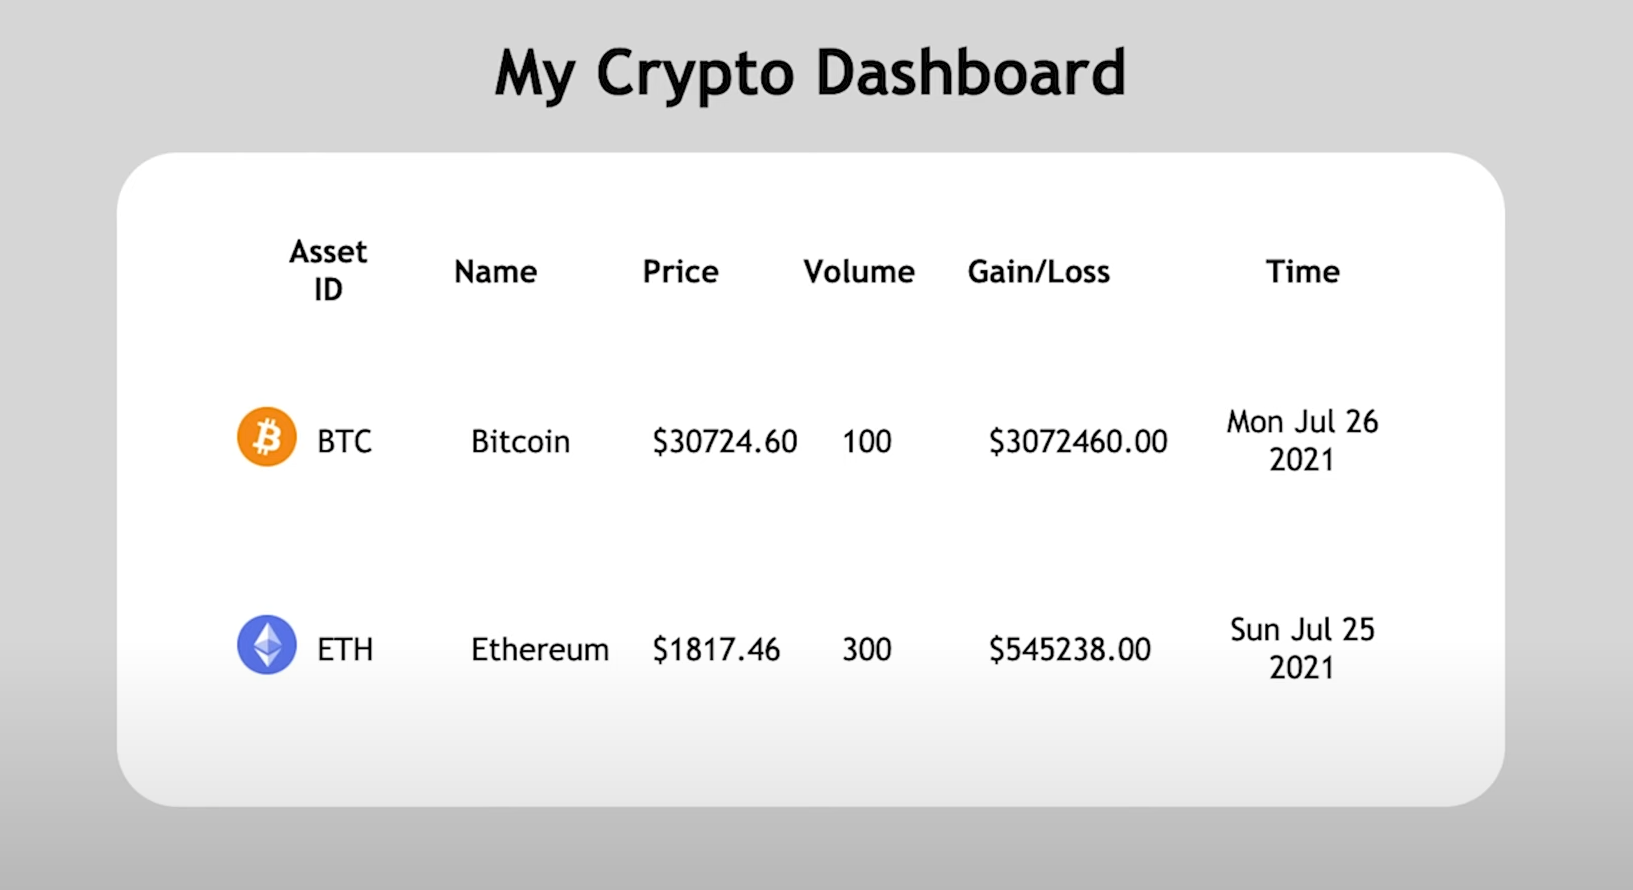 My Crypto Dashboard
Asset
ID
Name
Price
Volume
Gain/Loss
Time
BTC
Bitcoin
$30724.60
100
$3072460.00
Mon Jul 26
2021
ETH
Ethereum
$1817.46
300
$545238.00
Sun Jul 25
2021